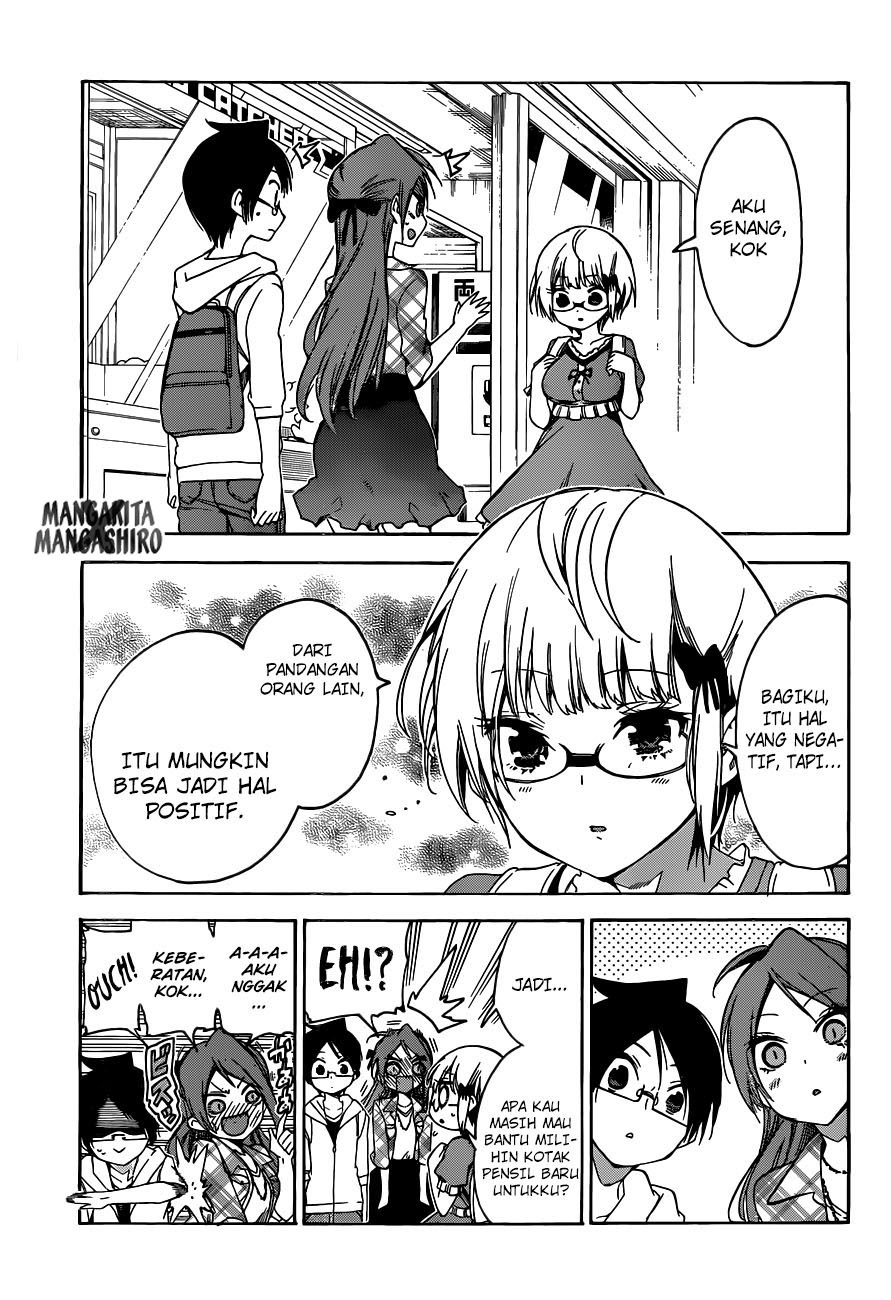 CATCHER
AKU
SENANG,
KOK
両
MANGAKITA
MANGASHIRO
BAGIKU,
ITU HAL
YANG NEGA-
TIF, TAPI...
DARI
PANDANGAN
ORANG LAIN,
ITU MUNGKIN
BISA JADI HAL
POSITIF.
JADI...
APA KAU
MASIH MAU
BANTU MILI-
HIN KOTAK
PENSIL BARU
UNTUKKU?
EH!?
A-A-A-
AKU
NGGAK
...
KEBE-
RATAN,
KOK...
OUCH!